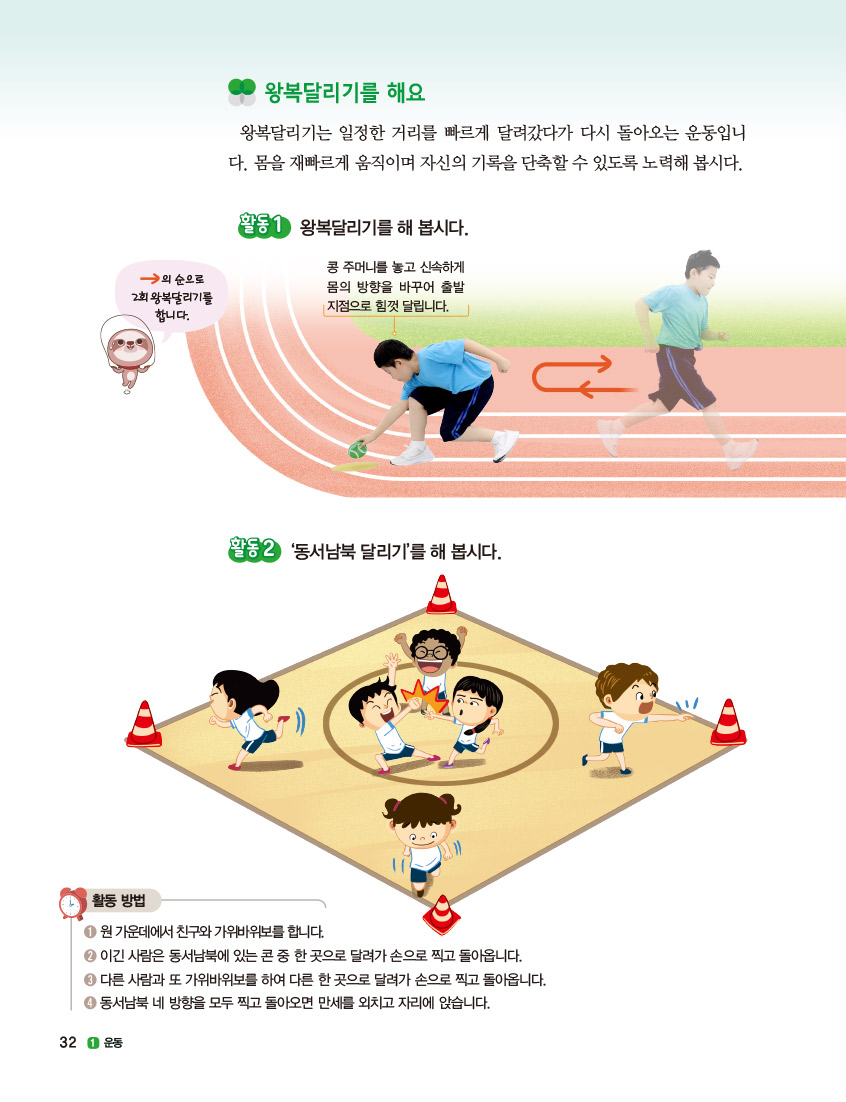 왕복달리기를 해요
왕복달리기는 일정한 거리를 빠르게 달려갔다가 다시 돌아오는 운동입니
다. 몸을 재빠르게 움직이며 자신의 기록을 단축할 수 있도록 노력해 봅시다.
활동1 왕복달리기를 해 봅시다.
→의 순으로
2회 왕복달리기를
합니다.
콩 주머니를 놓고 신속하게
몸의 방향을 바꾸어 출발
지점으로 힘껏 달립니다.
활동2 ‘동서남북 달리기’를 해 봅시다.
활동 방법
1 원 가운데에서 친구와 가위바위보를 합니다.
2 이긴 사람은 동서남북에 있는 콘 중 한 곳으로 달려가 손으로 찍고 돌아옵니다.
3 다른 사람과 또 가위바위보를 하여 다른 한 곳으로 달려가 손으로 찍고 돌아옵니다.
4 동서남북 네 방향을 모두 찍고 돌아오면 만세를 외치고 자리에 앉습니다.
32 1 운동